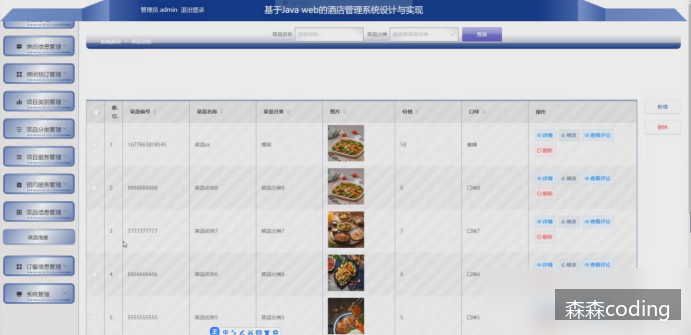 管理员 admin 退出登录
基于Java web的酒店管理系统设计与实现
菜品名称 菜品名称 菜品分类 查询
房间信息管理
房间预订管理
项目类别管理
菜品分类管理
项目服务管理
预约服务管理
菜品信息管理
菜品信息
订餐信息管理
系统管理
索引 菜品编号 菜品名称 菜品分类 图片 价格 口味 操作
新增
删除
1 1677663818545 58 详情 修改 查看评论
删除
2 8888888888 菜品名称8 菜品分类8 8 口味8 详情 修改 查看评论
删除
3 7777777777 菜品名称7 菜品分类7 7 口味7 详情 修改 查看评论
删除
4 6666666666 菜品名称6 菜品分类6 6 口味6 详情 修改 查看评论
5 5555555555 菜品名称5 菜品分类5 5 口味5
森森coding